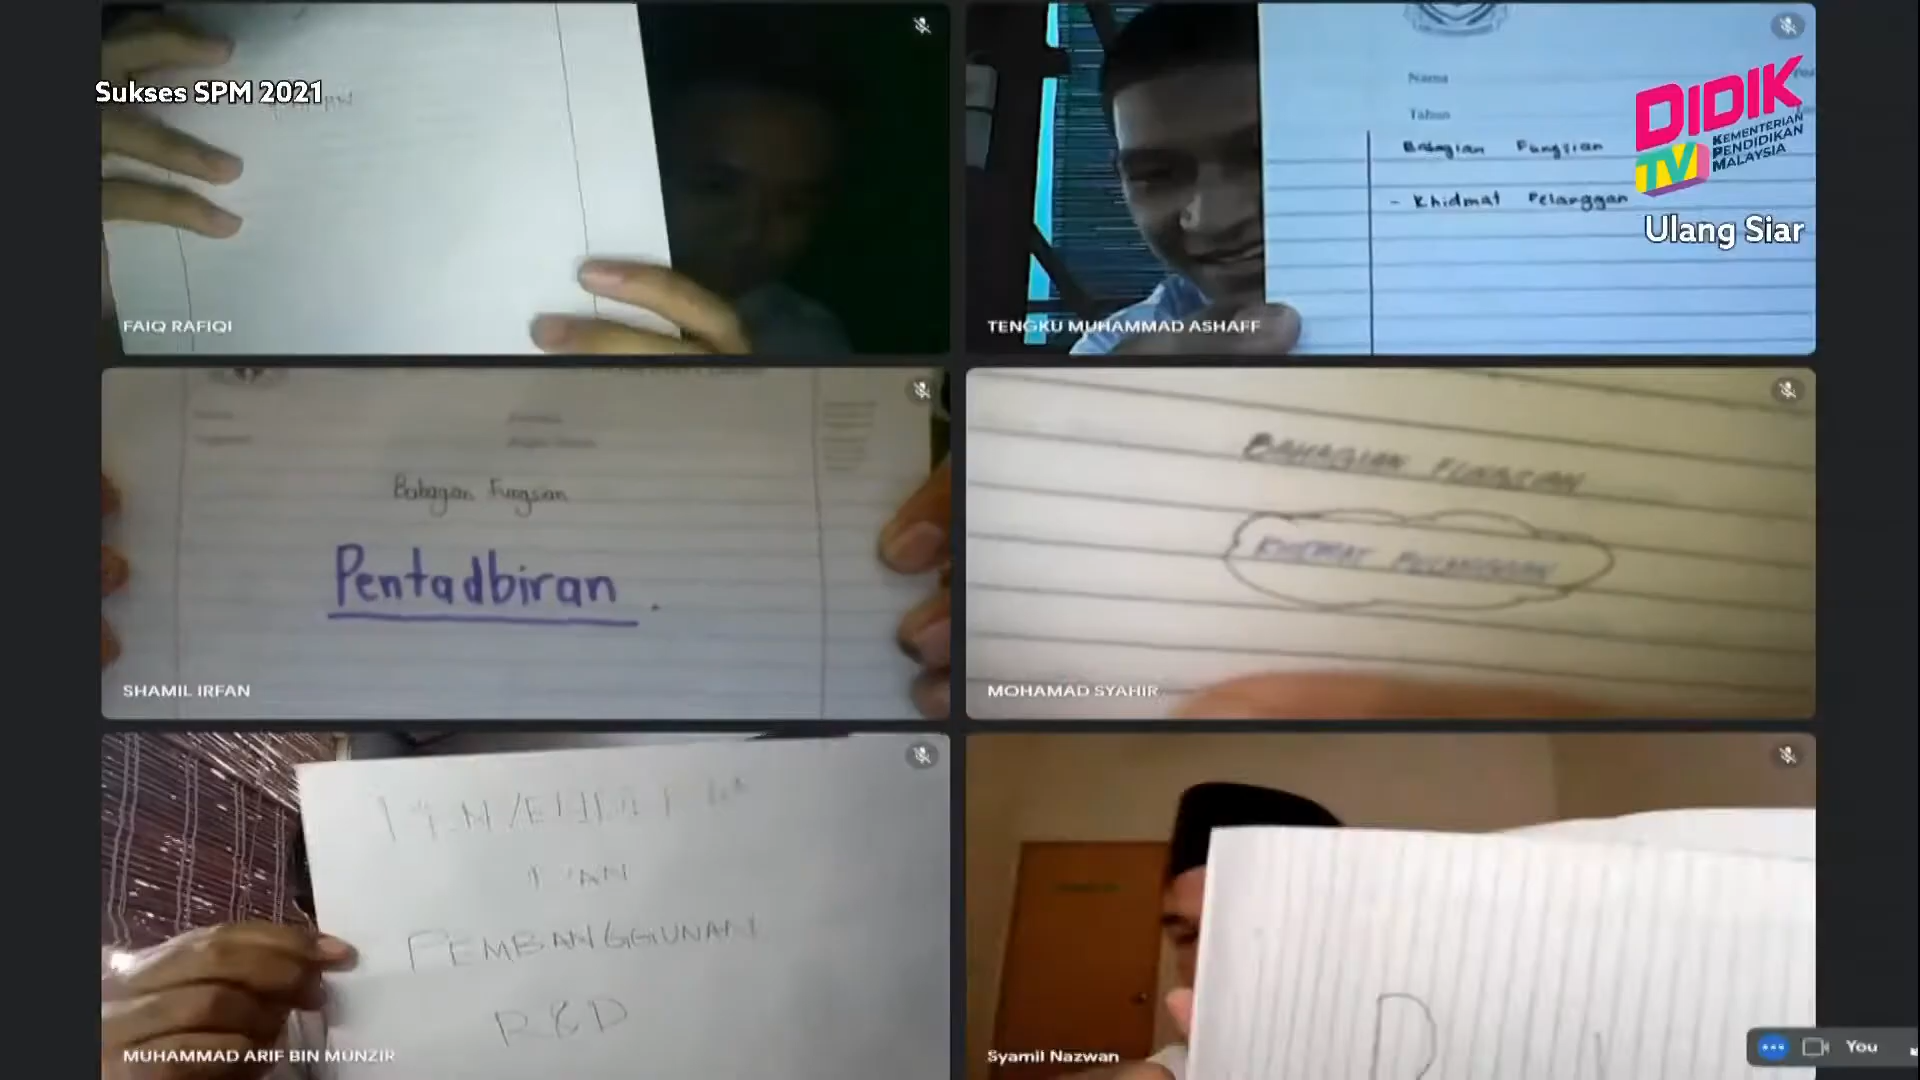 Sukses SPM 2021
DIDIK
TV
KEMENTERIAN
PENDIDIKAN
MALAYSIA
Ulang Siar
FAIQ RAFIQI
Nama
Tahun
Bahagian Fungsian
- Khidmat Pelanggan
TENGKU MUHAMMAD ASHAFF
Bahagan Fungsian
Pentadbiran.
SHAMIL IRFAN
BAHAGIAN FUNGSIAN
KHIDMAT PELANGGAN
MOHAMAD SYAHIR
PEMBANGGUNAN
R&D
MUHAMMAD ARIF BIN MUNZIR
Syamil Nazwan
You